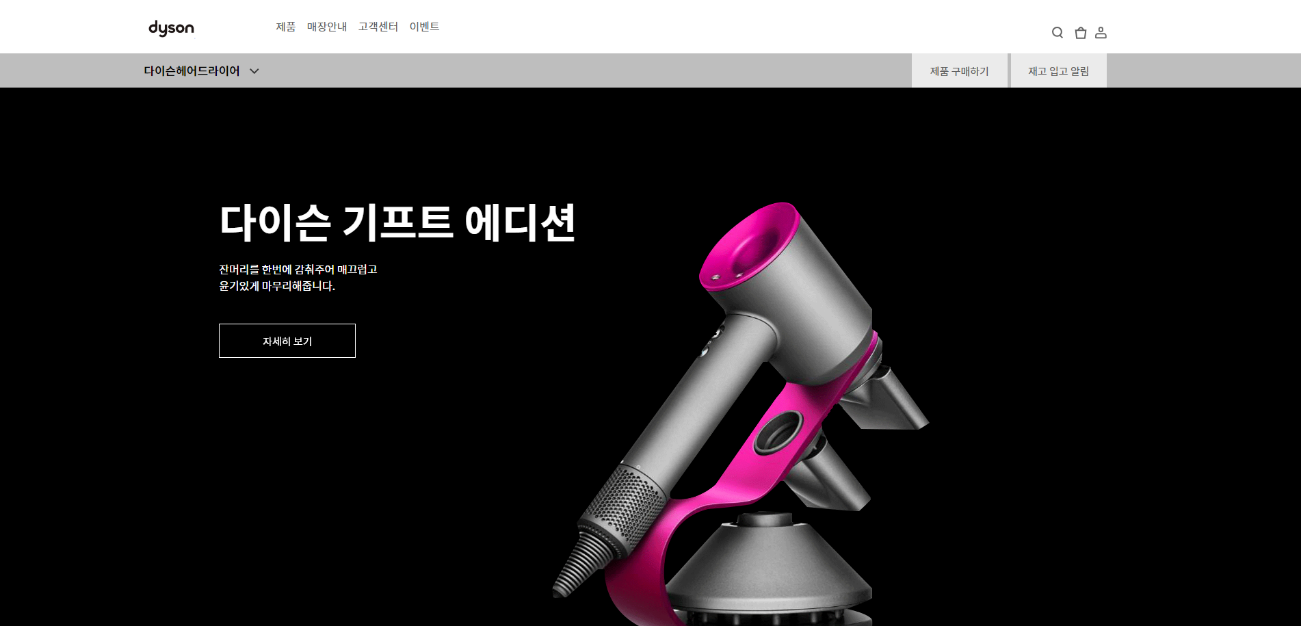 dyson
제품 매장안내 고객센터 이벤트
다이슨헤어드라이어
제품 구매하기
재고 입고 알림
다이슨 기프트 에디션
잔머리를 한번에 감춰주어 매끄럽고
윤기있게 마무리해줍니다.
자세히 보기